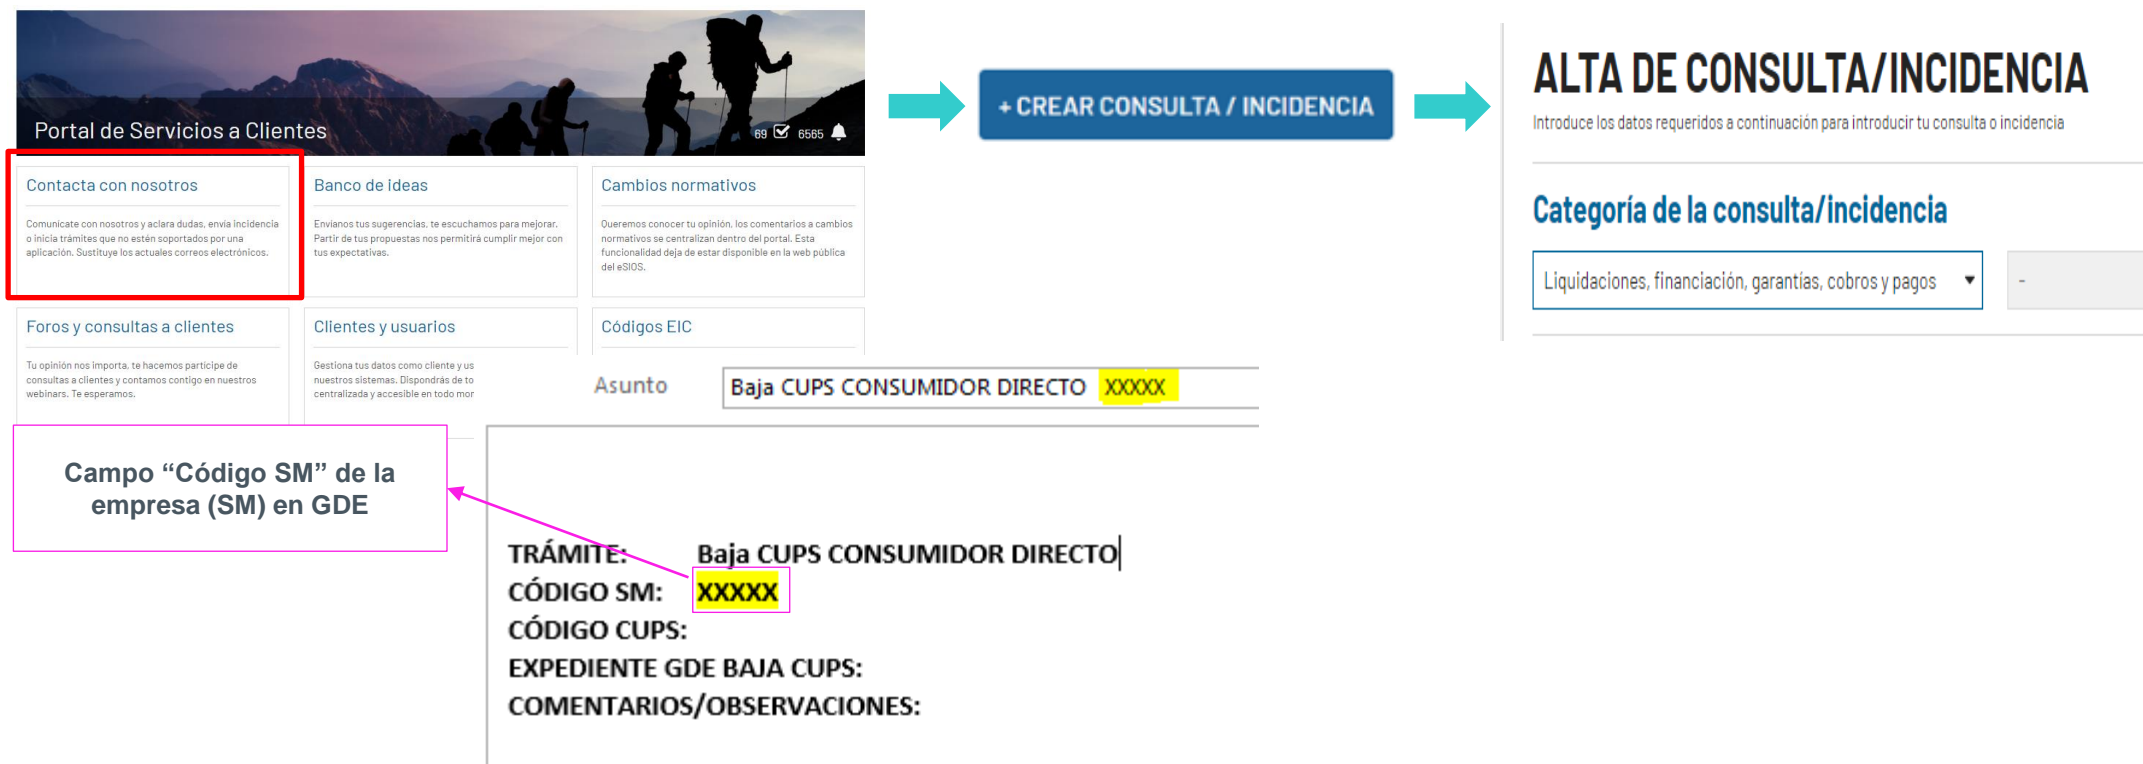 Portal de Servicios a Clientes
69 6565
Contacta con nosotros
Comunícate con nosotros y aclara dudas, envía incidencia
o inicia trámites que no estén soportados por una
aplicación. Sustituye los actuales correos electrónicos.
Banco de ideas
Envíanos tus sugerencias, te escuchamos para mejorar.
Partir de tus propuestas nos permitirá cumplir mejor con
tus expectativas.
Cambios normativos
Queremos conocer tu opinión, los comentarios a cambios
normativos se centralizan dentro del portal. Esta
funcionalidad deja de estar disponible en la web pública
del eSIOS.
Foros y consultas a clientes
Tu opinión nos importa, te hacemos partícipe de
consultas a clientes y contamos contigo en nuestros
webinars. Te esperamos.
Clientes y usuarios
Gestiona tus datos como cliente y us
nuestros sistemas. Dispondrás de to
centralizada y accesible en todo mor
Códigos EIC
+ CREAR CONSULTA / INCIDENCIA
ALTA DE CONSULTA/INCIDENCIA
Introduce los datos requeridos a continuación para introducir tu consulta o incidencia
Categoría de la consulta/incidencia
Liquidaciones, financiación, garantías, cobros y pagos
-
Asunto
Baja CUPS CONSUMIDOR DIRECTO XXXXX
Campo “Código SM” de la
empresa (SM) en GDE
TRÁMITE: Baja CUPS CONSUMIDOR DIRECTO
CÓDIGO SM: XXXXX
CÓDIGO CUPS:
EXPEDIENTE GDE BAJA CUPS:
COMENTARIOS/OBSERVACIONES: